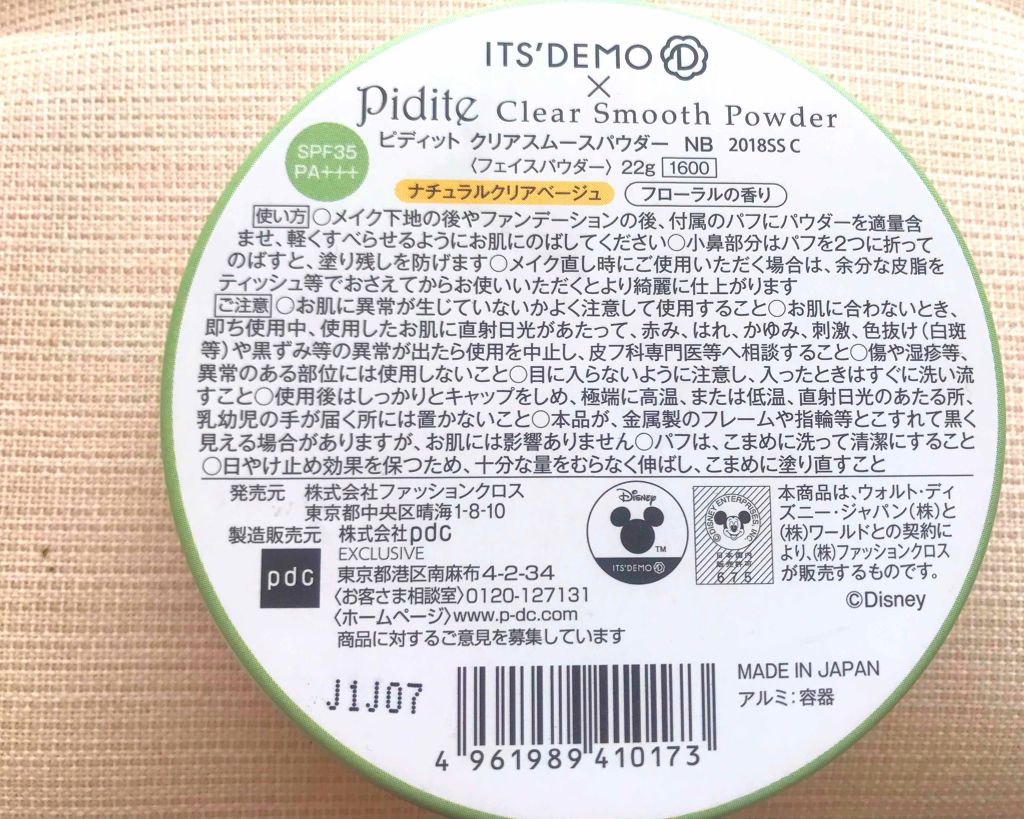 ITS'DEMO D
×
Pidite Clear Smooth Powder
ピディット クリアスムースパウダー NB 2018SS C
SPF35
PA+++
〈フェイスパウダー〉 22g 1600
ナチュラルクリアベージュ フローラルの香り
使い方 ○メイク下地の後やファンデーションの後、付属のパフにパウダーを適量含
ませ、軽くすべらせるようにお肌にのばしてください○小鼻部分はパフを2つに折って
のばすと、塗り残しを防げます○メイク直し時にご使用いただく場合は、余分な皮脂を
ティッシュ等でおさえてからお使いいただくとより綺麗に仕上がります
ご注意 ○お肌に異常が生じていないかよく注意して使用すること○お肌に合わないとき、
即ち使用中、使用したお肌に直射日光があたって、赤み、はれ、かゆみ、刺激、色抜け(白斑
等)や黒ずみ等の異常が出たら使用を中止し、皮フ科専門医等へ相談すること○傷や湿疹等、
異常のある部位には使用しないこと○目に入らないように注意し、入ったときはすぐに洗い流
すこと○使用後はしっかりとキャップをしめ、極端に高温、または低温、直射日光のあたる所、
乳幼児の手が届く所には置かないこと○本品が、金属製のフレームや指輪等とこすれて黒く
見える場合がありますが、お肌には影響ありません○パフは、こまめに洗って清潔にすること
○日やけ止め効果を保つため、十分な量をむらなく伸ばし、こまめに塗り直すこと
発売元 株式会社ファッションクロス
東京都中央区晴海1-8-10
製造販売元 株式会社pdc
EXCLUSIVE
pdc
東京都港区南麻布4-2-34
〈お客さま相談室〉0120-127131
〈ホームページ〉www.p-dc.com
商品に対するご意見を募集しています
Disney
TM
ITS'DEMO D
©DISNEY ENTERPRISES, INC
日本国内
販売許可
675
本商品は、ウォルト・ディ
ズニー・ジャパン(株)と
(株)ワールドとの契約に
より、(株)ファッションクロス
が販売するものです。
©Disney
J1J07
4 961989 410173
MADE IN JAPAN
アルミ:容器